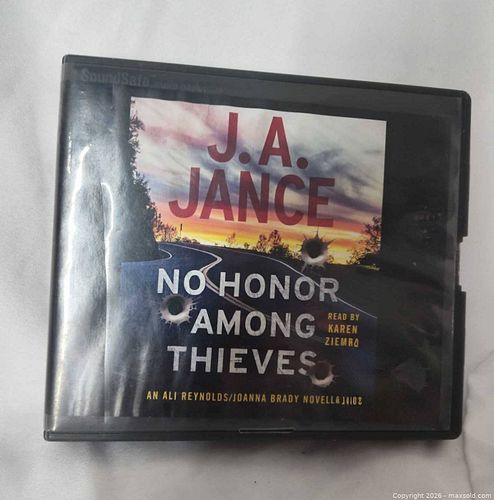 SoundSafe
J.A.
JANCE
NO HONOR
AMONG
THIEVES
READ BY
KAREN
ZIEMBA
AN ALI REYNOLDS/JOANNA BRADY NOVELLA
Copyright 2026 - maxsold.com